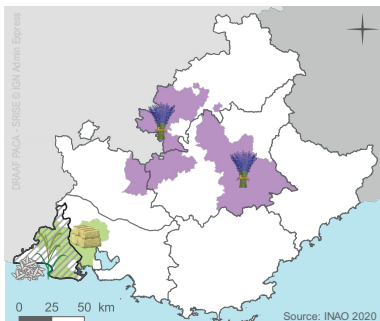 DRAAF PACA - SRISE © IGN Admin Express
0 25 50 km
Source: INAO 2020